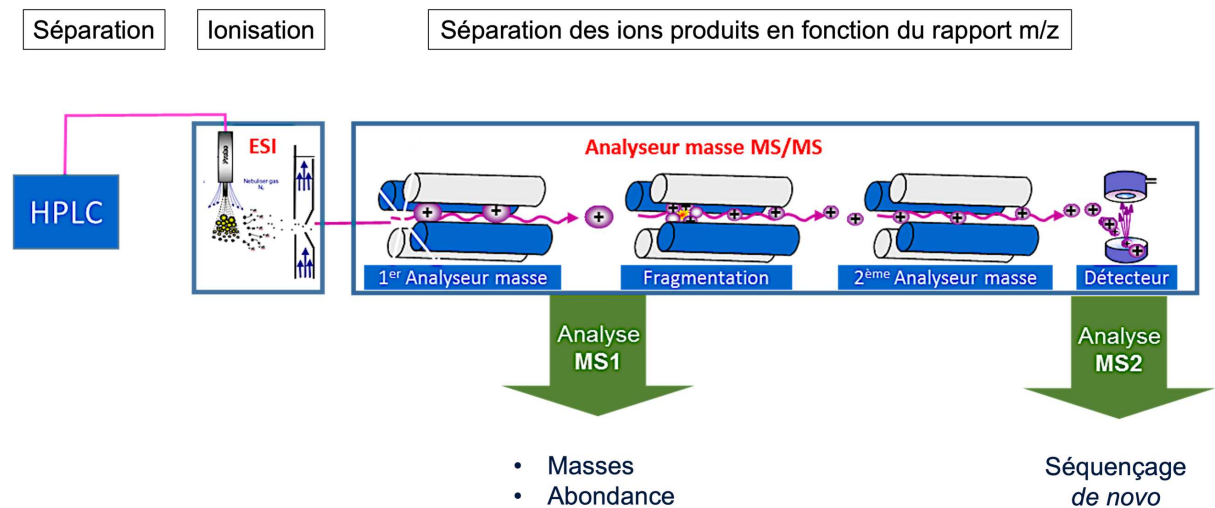 Séparation
Ionisation
Séparation des ions produits en fonction du rapport m/z
ESI
Analyseur masse MS/MS
Probe
Nebuliser gas
N₂
HPLC
1er Analyseur masse
Fragmentation
2ème Analyseur masse
Détecteur
Analyse
MS1
Analyse
MS2
• Masses
• Abondance
Séquençage
de novo